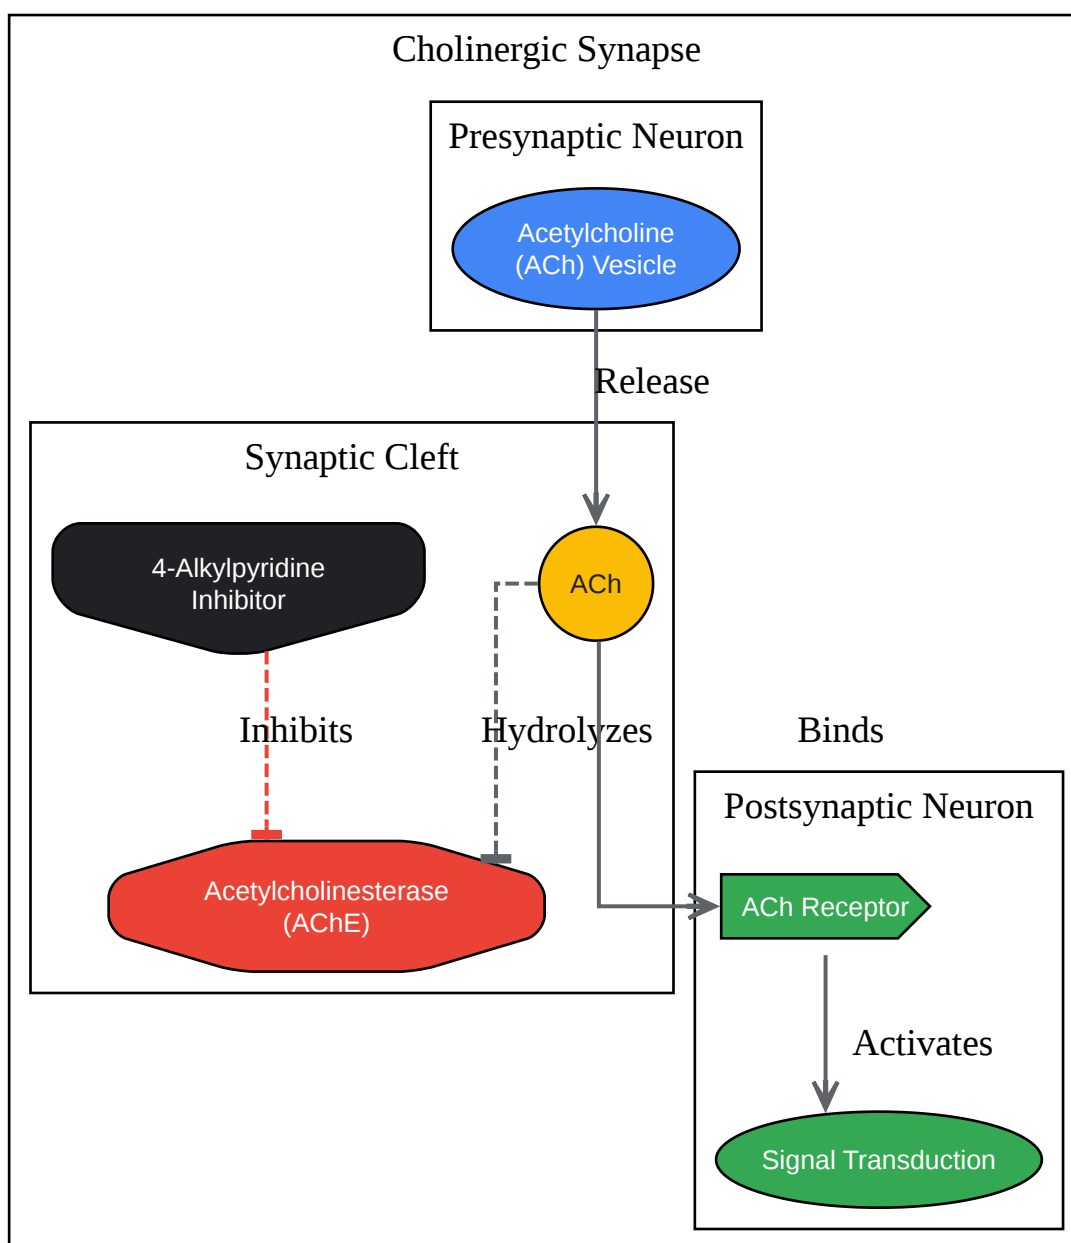 Cholinergic Synapse
Presynaptic Neuron
Acetylcholine
(ACh) Vesicle
Release
Synaptic Cleft
4-Alkylpyridine
Inhibitor
ACh
Inhibits
Hydrolyzes
Binds
Postsynaptic Neuron
Acetylcholinesterase
(AChE)
ACh Receptor
Activates
Signal Transduction